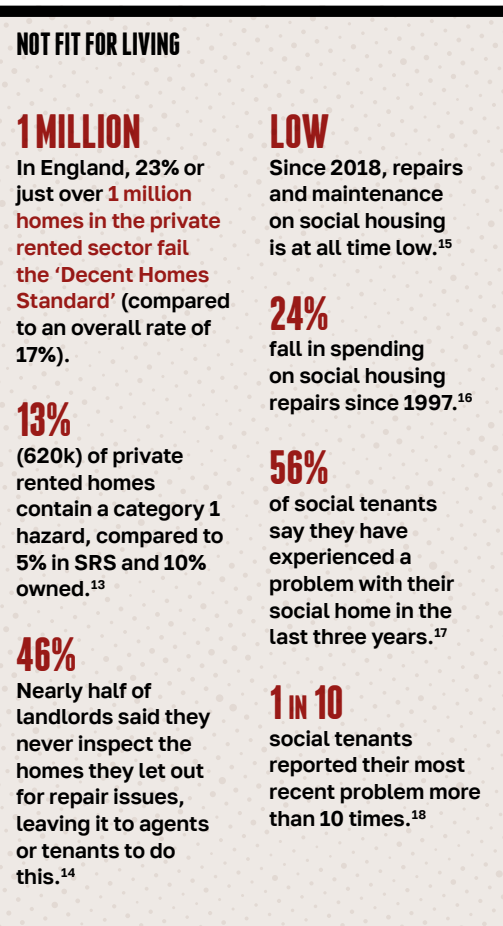 NOT FIT FOR LIVING
1 MILLION
In England, 23% or
just over 1 million
homes in the private
rented sector fail
the ‘Decent Homes
Standard’ (compared
to an overall rate of
17%).
13%
(620k) of private
rented homes
contain a category 1
hazard, compared to
5% in SRS and 10%
owned.13
46%
Nearly half of
landlords said they
never inspect the
homes they let out
for repair issues,
leaving it to agents
or tenants to do
this.14
LOW
Since 2018, repairs
and maintenance
on social housing
is at all time low.15
24%
fall in spending
on social housing
repairs since 1997.16
56%
of social tenants
say they have
experienced a
problem with their
social home in the
last three years.17
1 IN 10
social tenants
reported their most
recent problem more
than 10 times.18